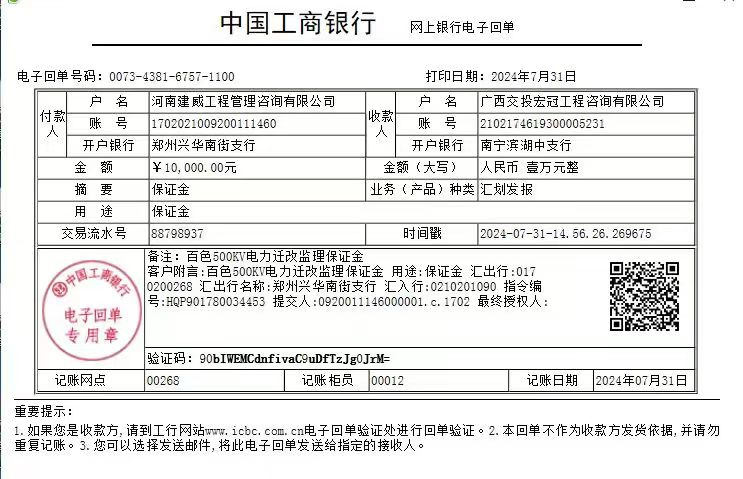 中国工商银行 网上银行电子回单
电子回单号码：0073-4381-6757-1100 打印日期：2024年7月31日
付款人 户 名 河南建威工程管理咨询有限公司 收款人 户 名 广西交投宏冠工程咨询有限公司
账 号 1702021009200111460 账 号 2102174619300005231
开户银行 郑州兴华南街支行 开户银行 南宁滨湖中支行
金 额 ￥10,000.00元 金额（大写） 人民币 壹万元整
摘 要 保证金 业务（产品）种类 汇划发报
用 途 保证金
交易流水号 88798937 时间戳 2024-07-31-14.56.26.269675
备注：百色500KV电力迁改监理保证金
客户附言:百色500KV电力迁改监理保证金 用途:保证金 汇出行:017
0200268 汇出行名称:郑州兴华南街支行 汇入行:0210201090 指令编
号:HQP901780034453 提交人:0920011146000001.c.1702 最终授权人:
中国工商银行
电子回单
专用章
验证码：90bIWEMCdnfivaC9uDfTzJg0JrM=
记账网点 00268 记账柜员 00012 记账日期 2024年07月31日
重要提示：
1.如果您是收款方,请到工行网站www.icbc.com.cn电子回单验证处进行回单验证。2.本回单不作为收款方发货依据,并请勿
重复记账。3.您可以选择发送邮件,将此电子回单发送给指定的接收人。